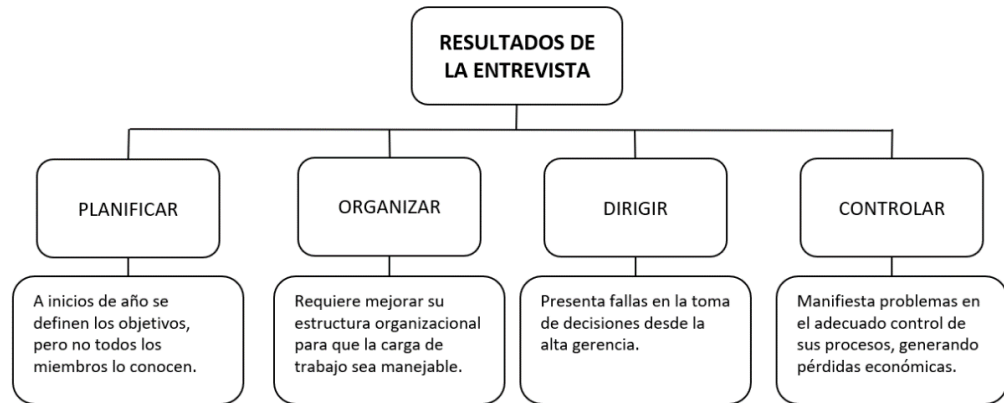 RESULTADOS DE
LA ENTREVISTA
PLANIFICAR
ORGANIZAR
DIRIGIR
CONTROLAR
A inicios de año se
definen los objetivos,
pero no todos los
miembros lo conocen.
Requiere mejorar su
estructura organizacional
para que la carga de
trabajo sea manejable.
Presenta fallas en la toma
de decisiones desde la
alta gerencia.
Manifiesta problemas en
el adecuado control de
sus procesos, generando
pérdidas económicas.